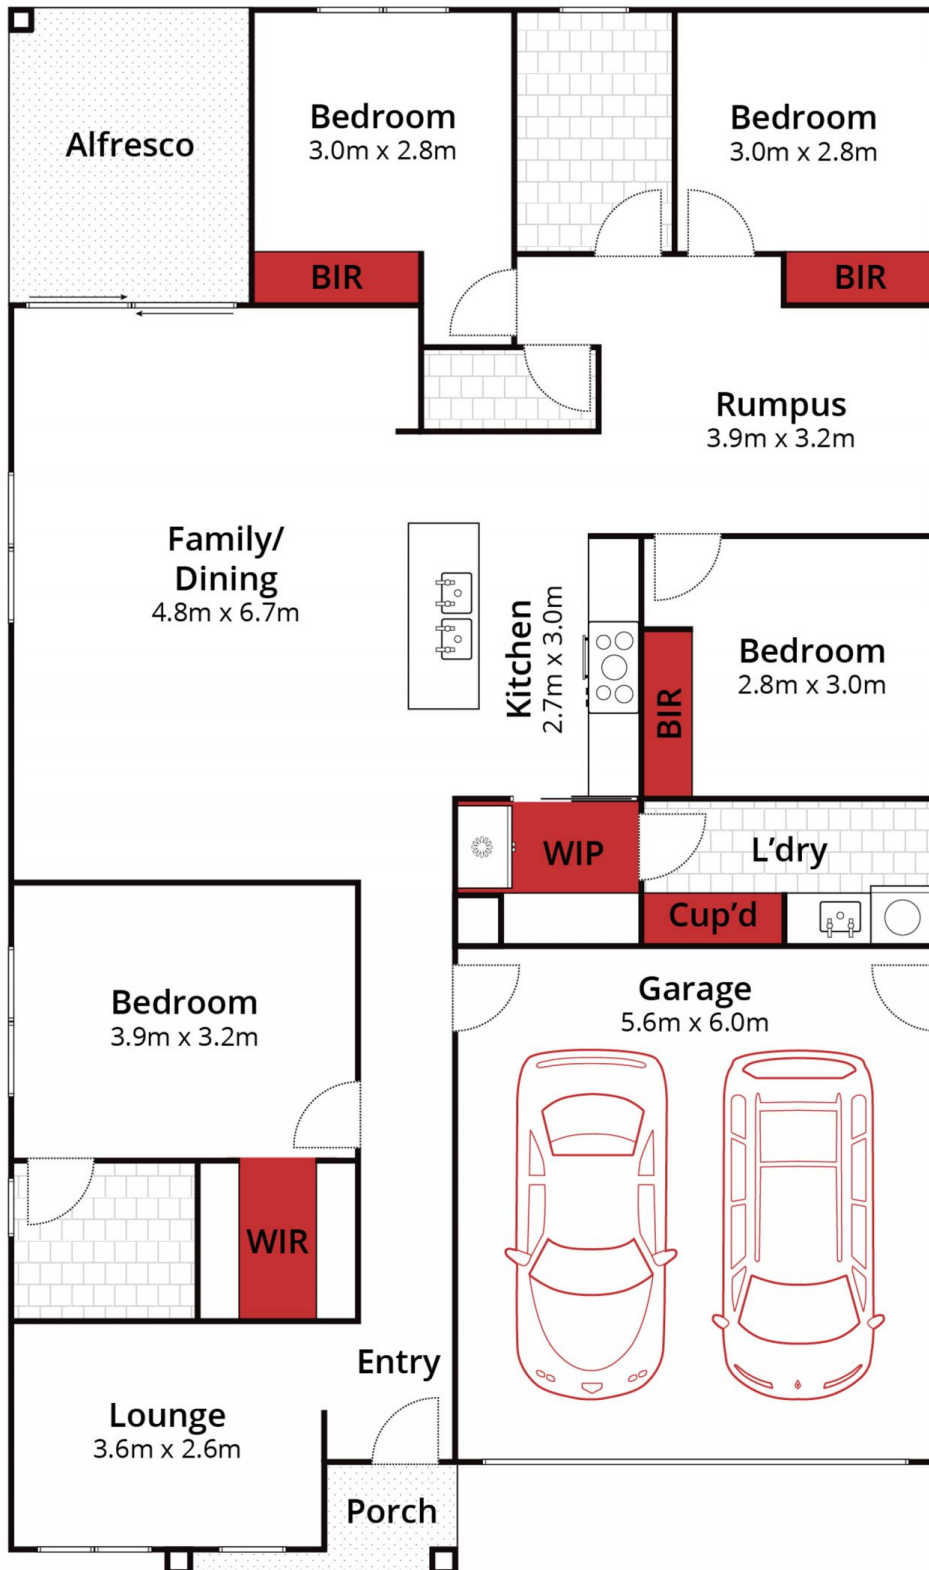 Alfresco
Bedroom
3.0m x 2.8m
Bedroom
3.0m x 2.8m
BIR
BIR
Rumpus
3.9m x 3.2m
Family/
Dining
4.8m x 6.7m
Kitchen
2.7m x 3.0m
Bedroom
2.8m x 3.0m
BIR
WIP
L'dry
Cup'd
Bedroom
3.9m x 3.2m
Garage
5.6m x 6.0m
WIR
Entry
Lounge
3.6m x 2.6m
Porch